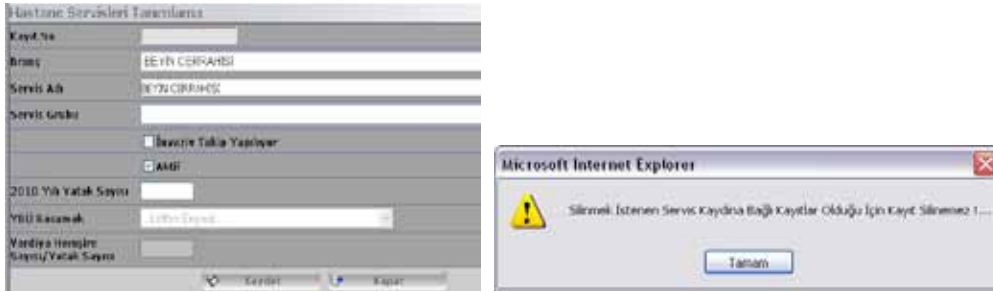 Hastane Servisleri Tanımlama
Kayıt No
Branş BEYİN CERRAHİSİ
Servis Adı BEYİN CERRAHİSİ
Servis Grubu
Takip Yapılıyor
Aktif
2010 Yılı Yatak Sayısı
YBÜ Basamak
Vardiya Hemşire
Sayısı/Yatak Sayısı
Kaydet Kapat
Microsoft Internet Explorer
Silinmek İstenen Servis Kaydına Bağlı Kayıtlar Olduğu İçin Kayıt Silinemez !...
Tamam